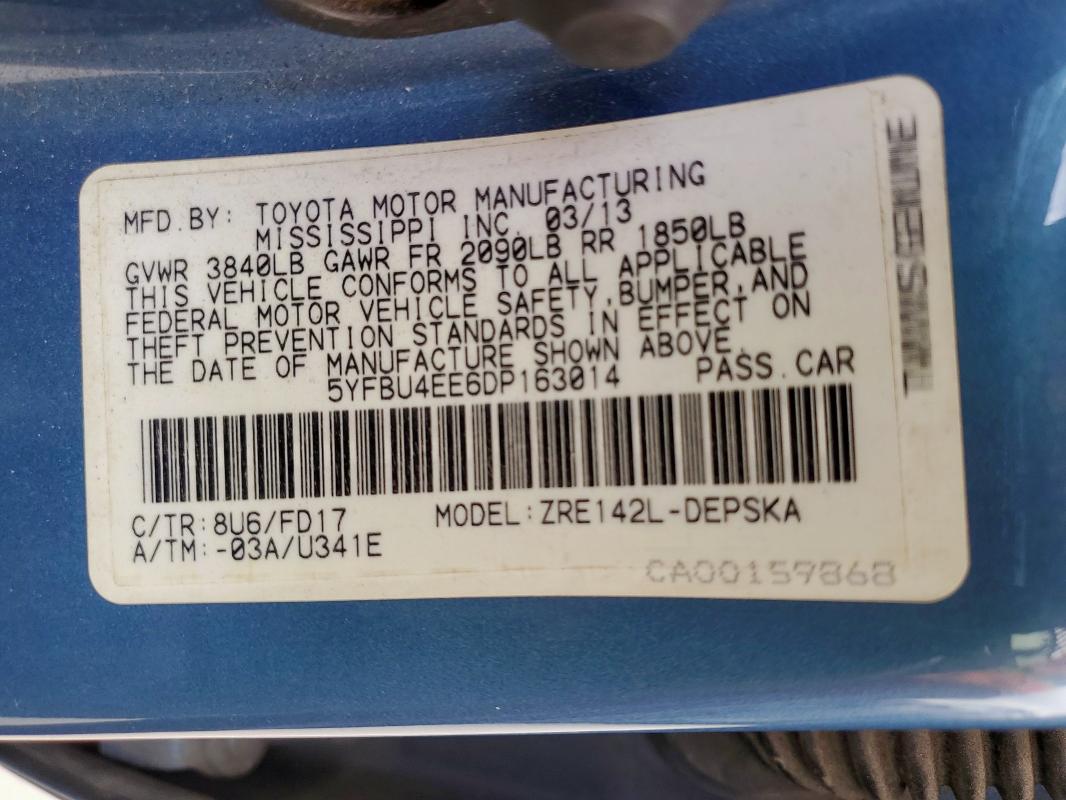 MFD.BY: TOYOTA MOTOR MANUFACTURING
MISSISSIPPI INC. 03/13
GVWR 3840LB GAWR FR 2090LB RR 1850LB
THIS VEHICLE CONFORMS TO ALL APPLICABLE
FEDERAL MOTOR VEHICLE SAFETY,BUMPER,AND
THEFT PREVENTION STANDARDS IN EFFECT ON
THE DATE OF MANUFACTURE SHOWN ABOVE.
5YFBU4EE6DP163014 PASS.CAR
C/TR:8U6/FD17 MODEL:ZRE142L-DEPSKA
A/TM:-03A/U341E
CA00159868